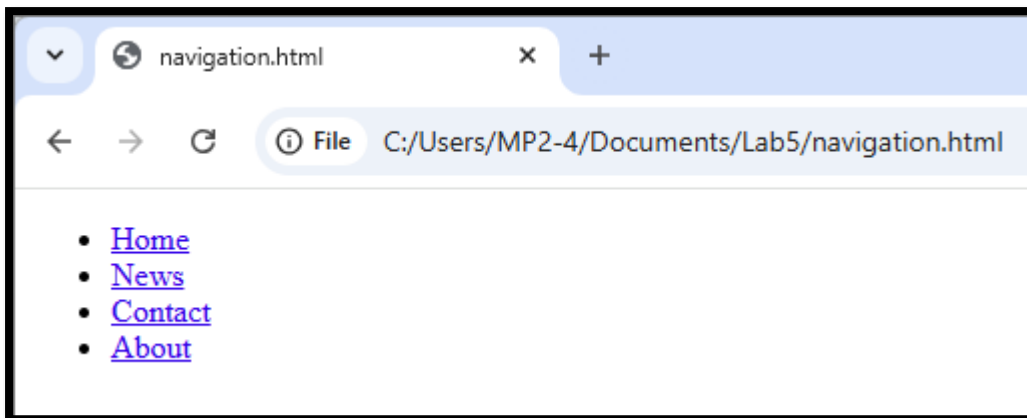 navigation.html
File C:/Users/MP2-4/Documents/Lab5/navigation.html
Home
News
Contact
About